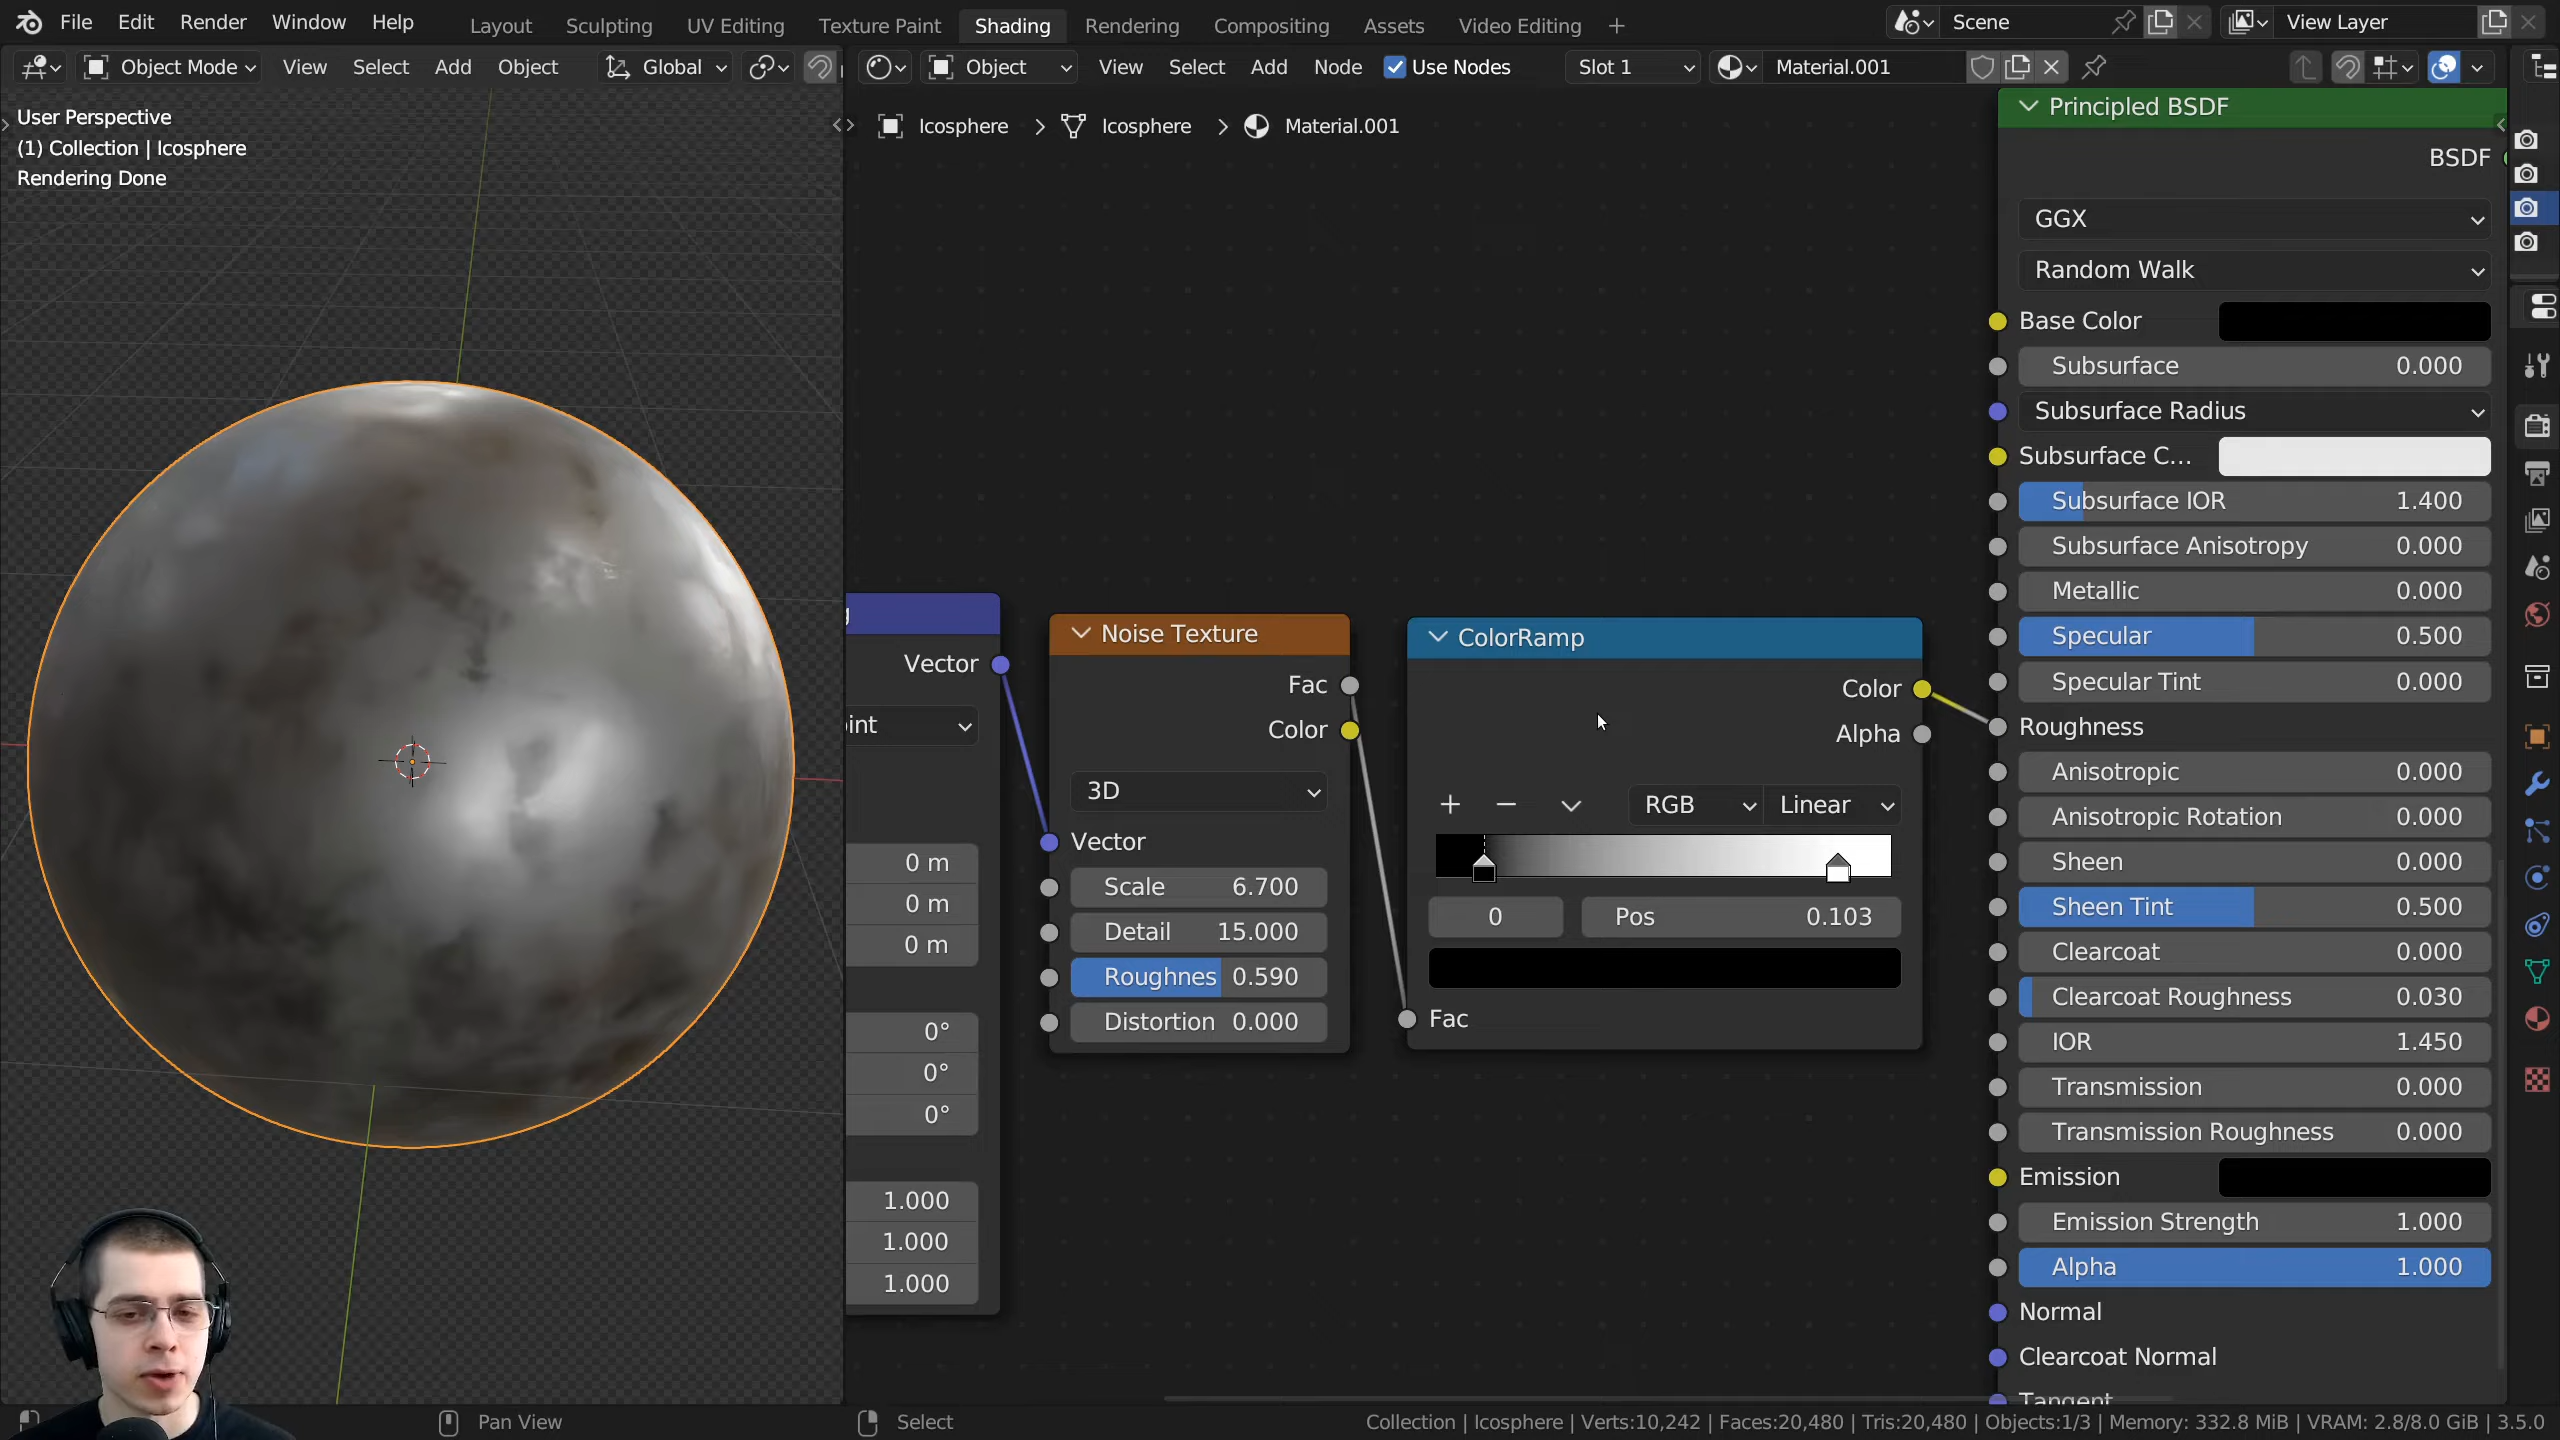 File Edit Render Window Help Layout Sculpting UV Editing Texture Paint Shading Rendering Compositing Assets Video Editing + Scene View Layer
Object Mode View Select Add Object Global Object View Select Add Node Use Nodes Slot 1 Material.001
User Perspective
(1) Collection | Icosphere
Rendering Done
Icosphere > Icosphere > Material.001
Vector
int
0 m
0 m
0 m
0°
0°
0°
1.000
1.000
1.000
Noise Texture
Fac
Color
3D
Vector
Scale 6.700
Detail 15.000
Roughnes 0.590
Distortion 0.000
ColorRamp
Color
Alpha
RGB Linear
0 Pos 0.103
Fac
Principled BSDF
BSDF
GGX
Random Walk
Base Color
Subsurface 0.000
Subsurface Radius
Subsurface C...
Subsurface IOR 1.400
Subsurface Anisotropy 0.000
Metallic 0.000
Specular 0.500
Specular Tint 0.000
Roughness
Anisotropic 0.000
Anisotropic Rotation 0.000
Sheen 0.000
Sheen Tint 0.500
Clearcoat 0.000
Clearcoat Roughness 0.030
IOR 1.450
Transmission 0.000
Transmission Roughness 0.000
Emission
Emission Strength 1.000
Alpha 1.000
Normal
Clearcoat Normal
Tangent
Pan View Select Collection | Icosphere | Verts:10,242 | Faces:20,480 | Tris:20,480 | Objects:1/3 | Memory: 332.8 MiB | VRAM: 2.8/8.0 GiB | 3.5.0